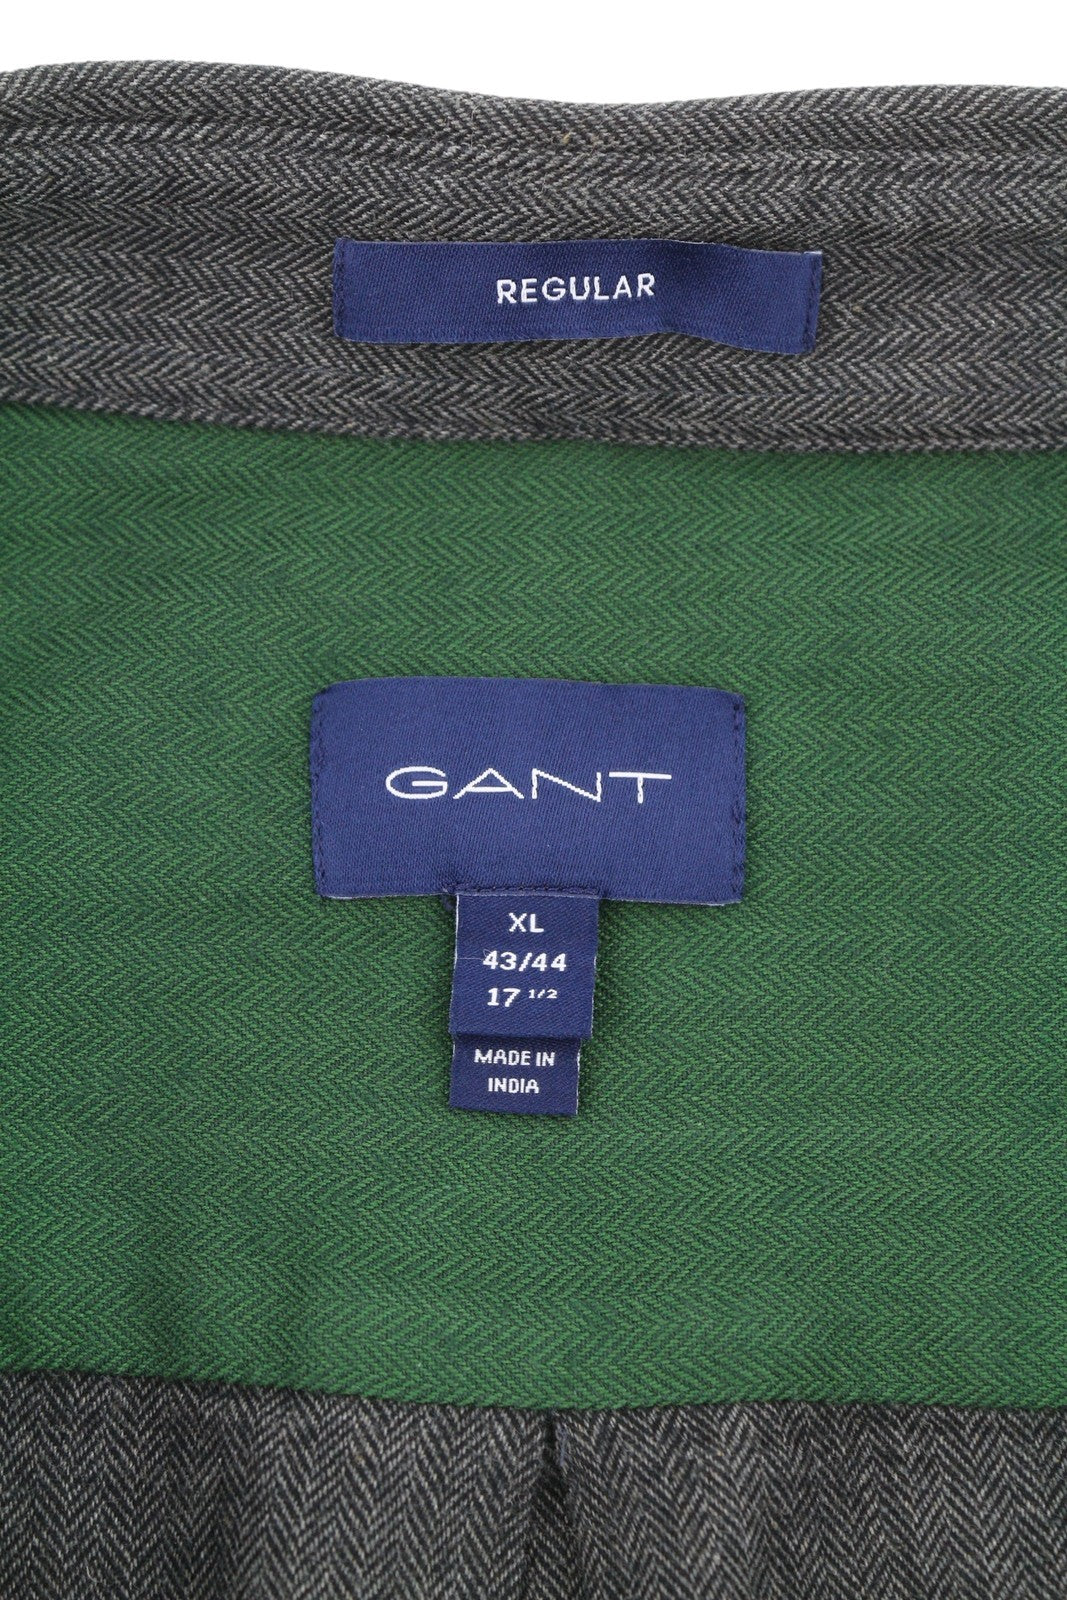 REGULAR
GANT
XL
43/44
17 1/2
MADE IN
INDIA